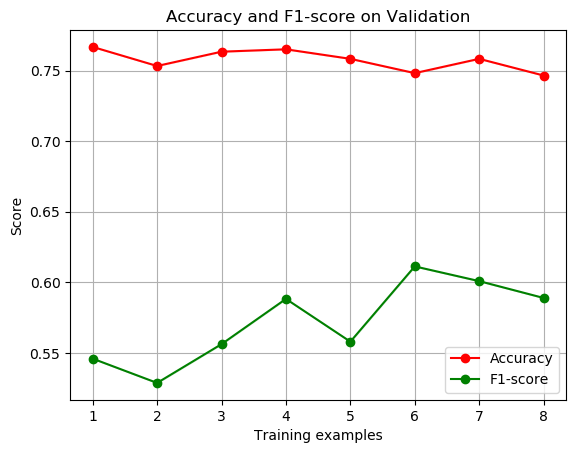 Accuracy and F1-score on Validation
0.75
0.70
0.65
0.60
0.55
Score
1 2 3 4 5 6 7 8
Training examples
Accuracy
F1-score